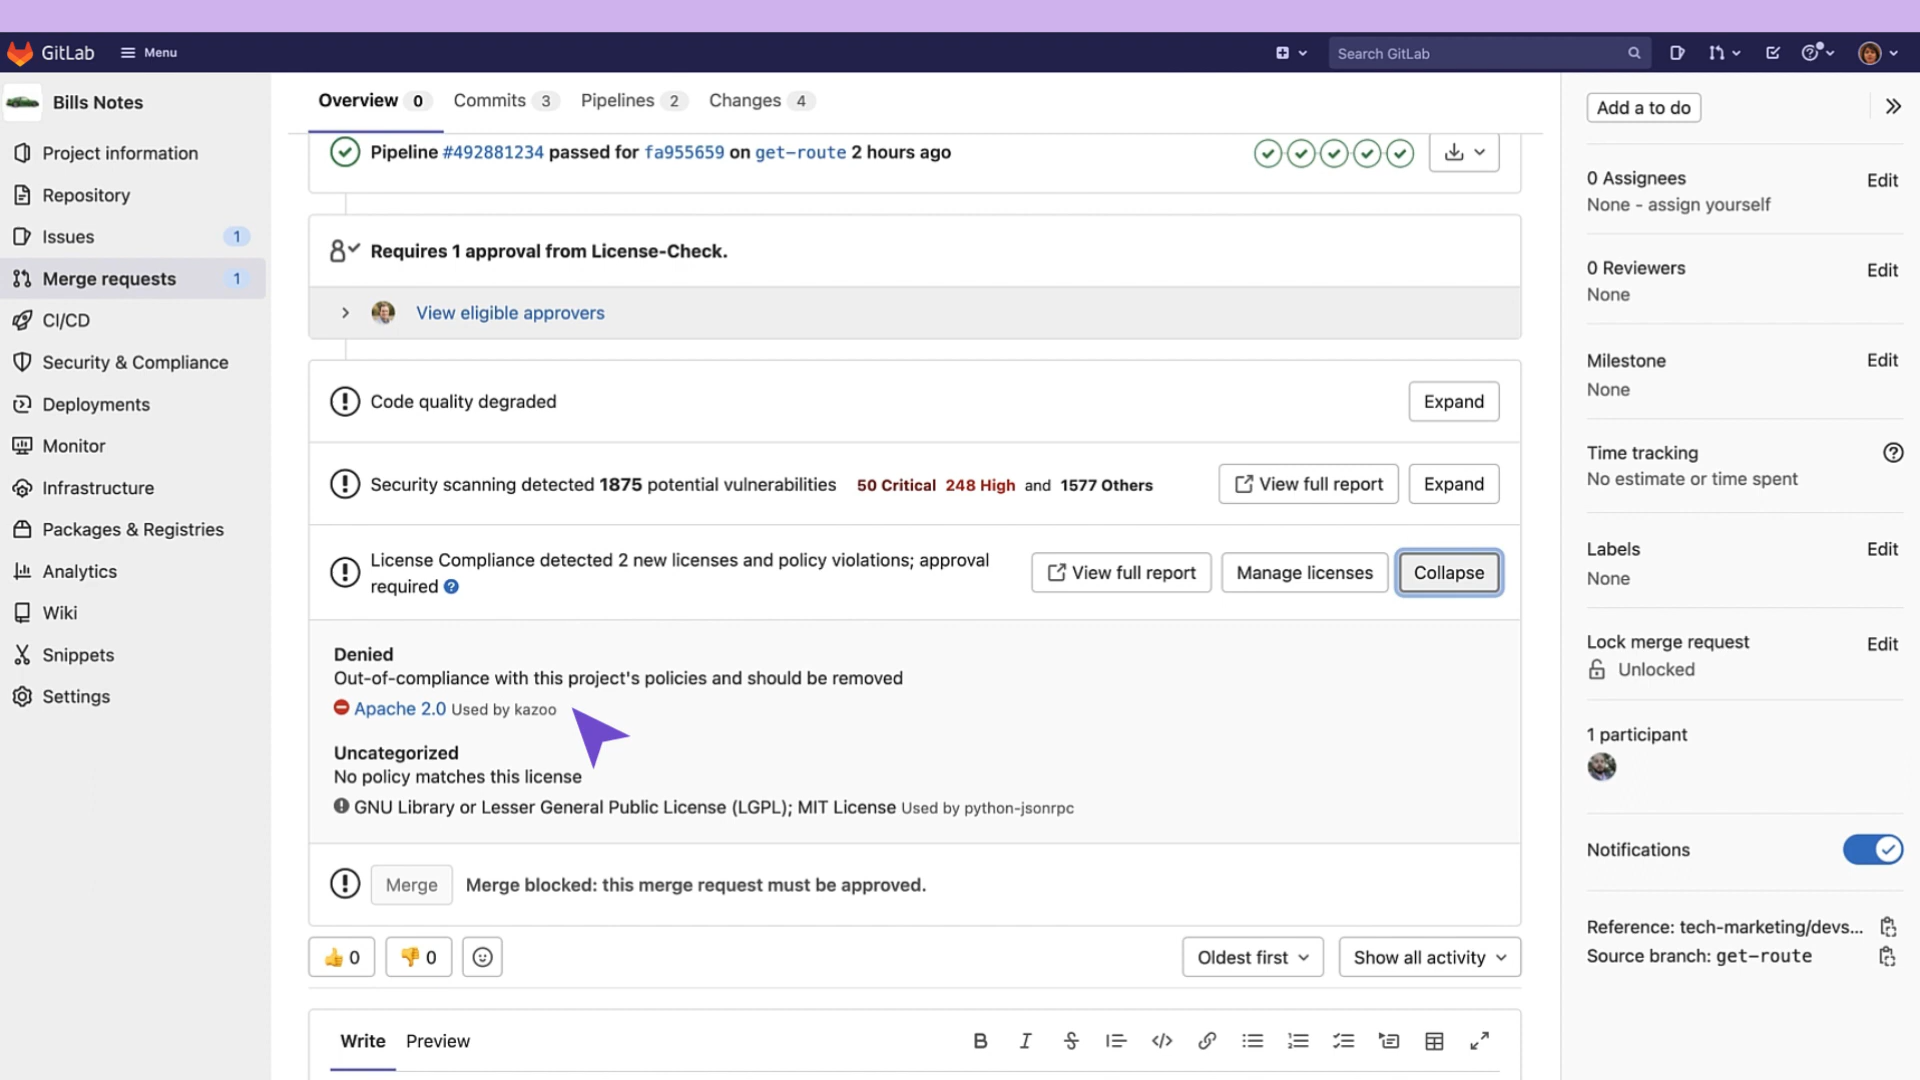 GitLab
Menu
Search GitLab
Bills Notes
Project information
Repository
Issues 1
Merge requests 1
CI/CD
Security & Compliance
Deployments
Monitor
Infrastructure
Packages & Registries
Analytics
Wiki
Snippets
Settings
Overview 0 Commits 3 Pipelines 2 Changes 4
Pipeline #492881234 passed for fa955659 on get-route 2 hours ago
Requires 1 approval from License-Check.
View eligible approvers
Code quality degraded Expand
Security scanning detected 1875 potential vulnerabilities 50 Critical 248 High and 1577 Others View full report Expand
License Compliance detected 2 new licenses and policy violations; approval
required
View full report Manage licenses Collapse
Denied
Out-of-compliance with this project's policies and should be removed
Apache 2.0 Used by kazoo
Uncategorized
No policy matches this license
GNU Library or Lesser General Public License (LGPL); MIT License Used by python-jsonrpc
Merge Merge blocked: this merge request must be approved.
👍 0 👎 0 Oldest first Show all activity
Write Preview
Add a to do
0 Assignees Edit
None - assign yourself
0 Reviewers Edit
None
Milestone Edit
None
Time tracking
No estimate or time spent
Labels Edit
None
Lock merge request Edit
Unlocked
1 participant
Notifications
Reference: tech-marketing/devs...
Source branch: get-route